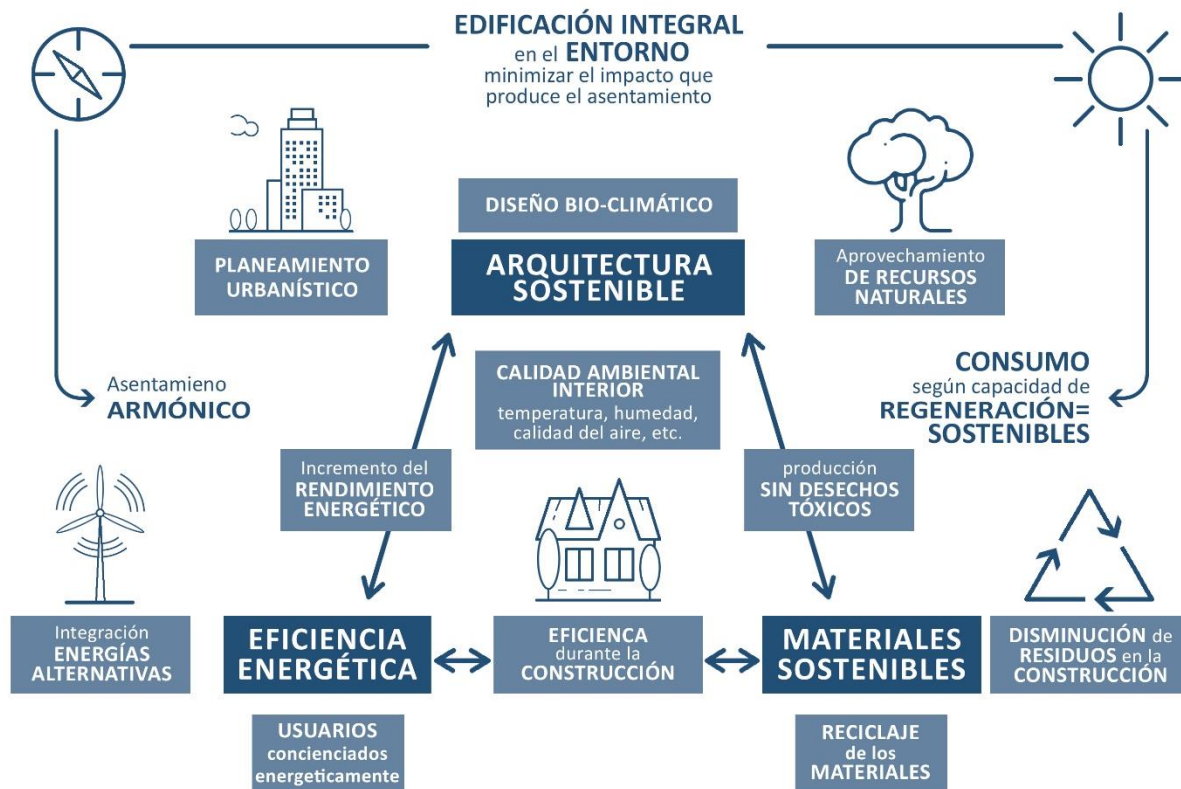 EDIFICACIÓN INTEGRAL
en el ENTORNO
minimizar el impacto que
produce el asentamiento
DISEÑO BIO-CLIMÁTICO
PLANEAMIENTO
URBANÍSTICO
ARQUITECTURA
SOSTENIBLE
Aprovechamiento
DE RECURSOS
NATURALES
Asentamieno
ARMÓNICO
CALIDAD AMBIENTAL
INTERIOR
temperatura, humedad,
calidad del aire, etc.
CONSUMO
según capacidad de
REGENERACIÓN=
SOSTENIBLES
Incremento del
RENDIMIENTO
ENERGÉTICO
producción
SIN DESECHOS
TÓXICOS
Integración
ENERGÍAS
ALTERNATIVAS
EFICIENCIA
ENERGÉTICA
EFICIENCA
durante la
CONSTRUCCIÓN
MATERIALES
SOSTENIBLES
DISMINUCIÓN de
RESIDUOS en la
CONSTRUCCIÓN
USUARIOS
concienciados
energeticamente
RECICLAJE
de los
MATERIALES